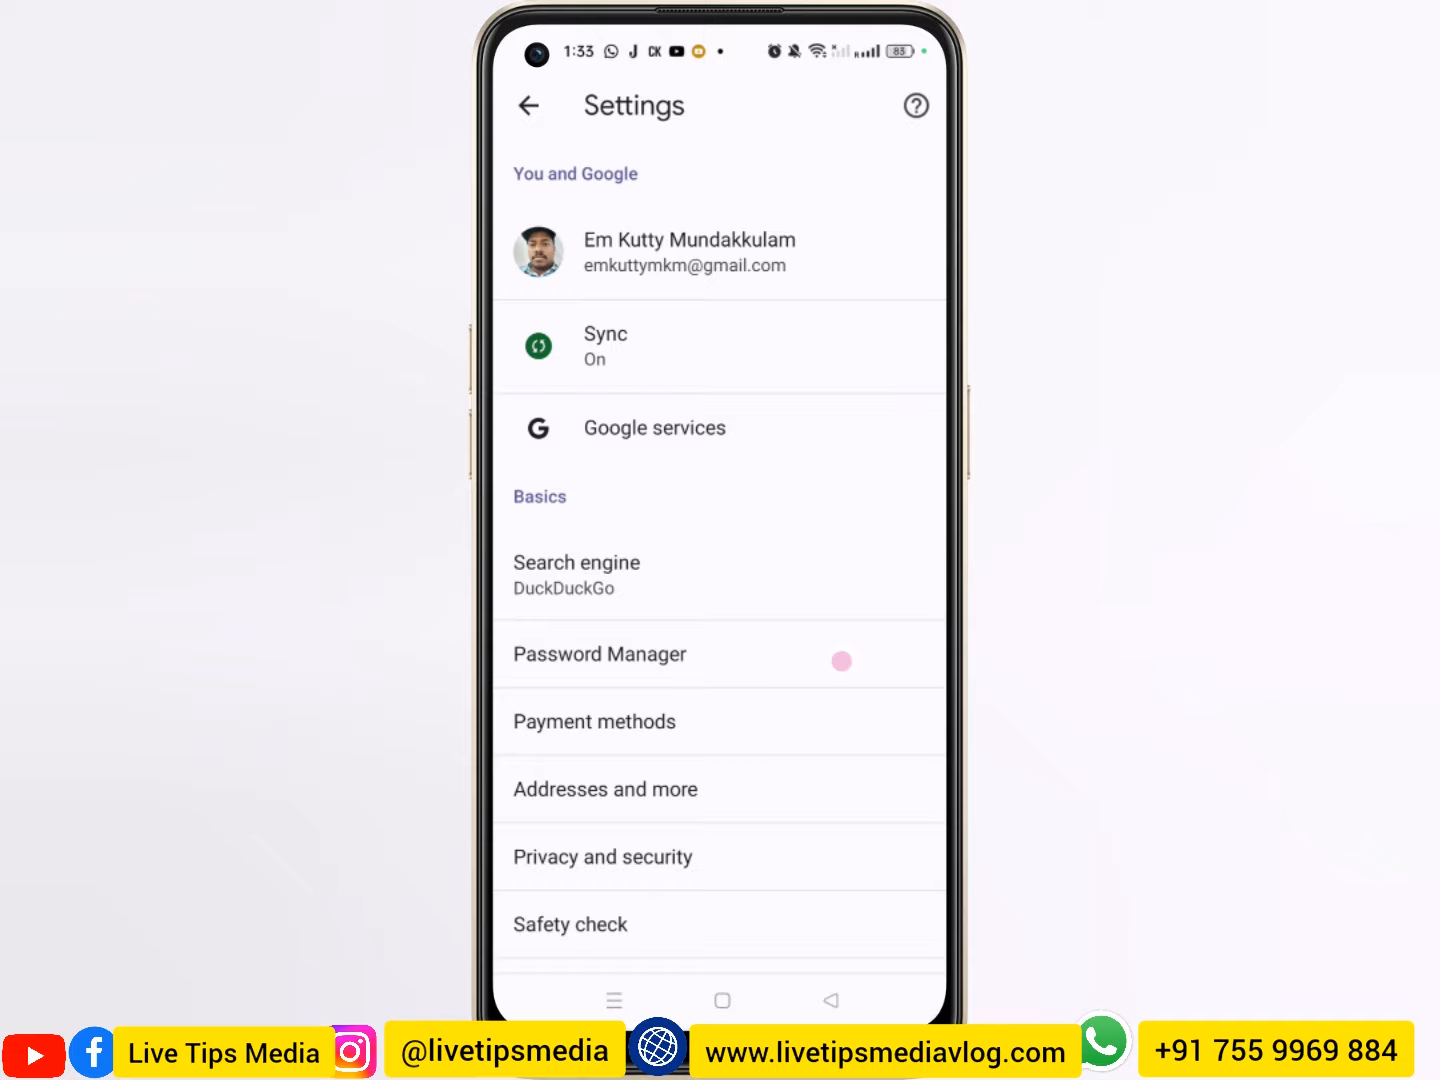 1:33 J CK 83
Settings
You and Google
Em Kutty Mundakkulam
emkuttymkm@gmail.com
Sync
On
Google services
Basics
Search engine
DuckDuckGo
Password Manager
Payment methods
Addresses and more
Privacy and security
Safety check
Live Tips Media @livetipsmedia www.livetipsmediavlog.com +91 755 9969 884